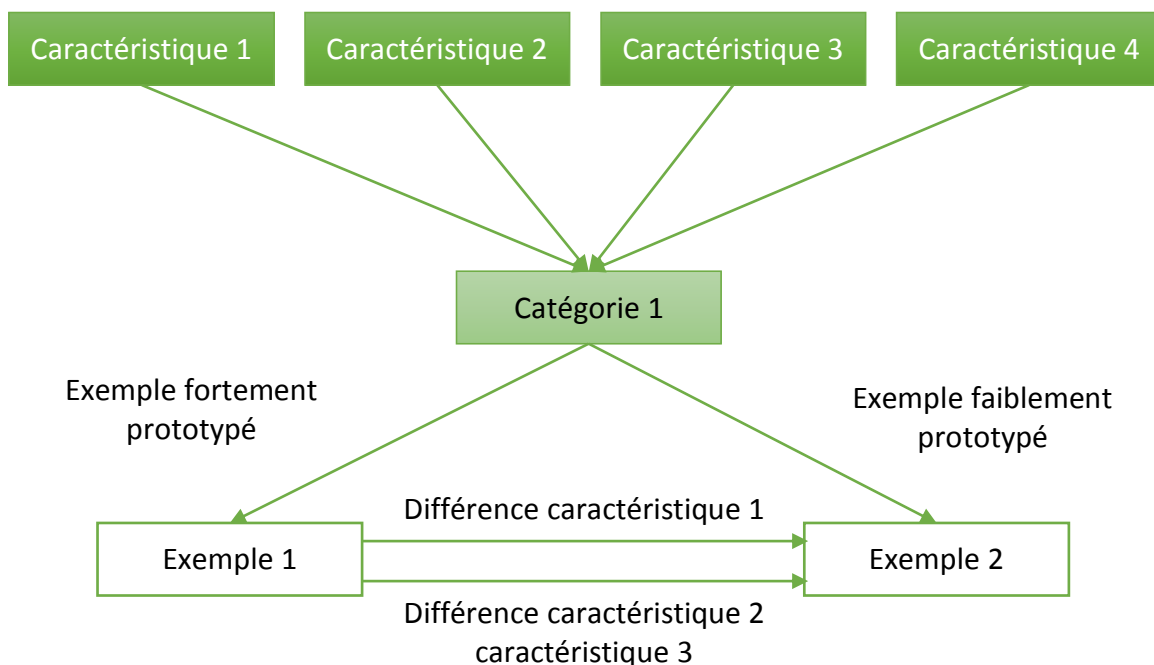 Caractéristique 1
Caractéristique 2
Caractéristique 3
Caractéristique 4
Catégorie 1
Exemple fortement
prototypé
Exemple faiblement
prototypé
Différence caractéristique 1
Exemple 1
Exemple 2
Différence caractéristique 2
caractéristique 3